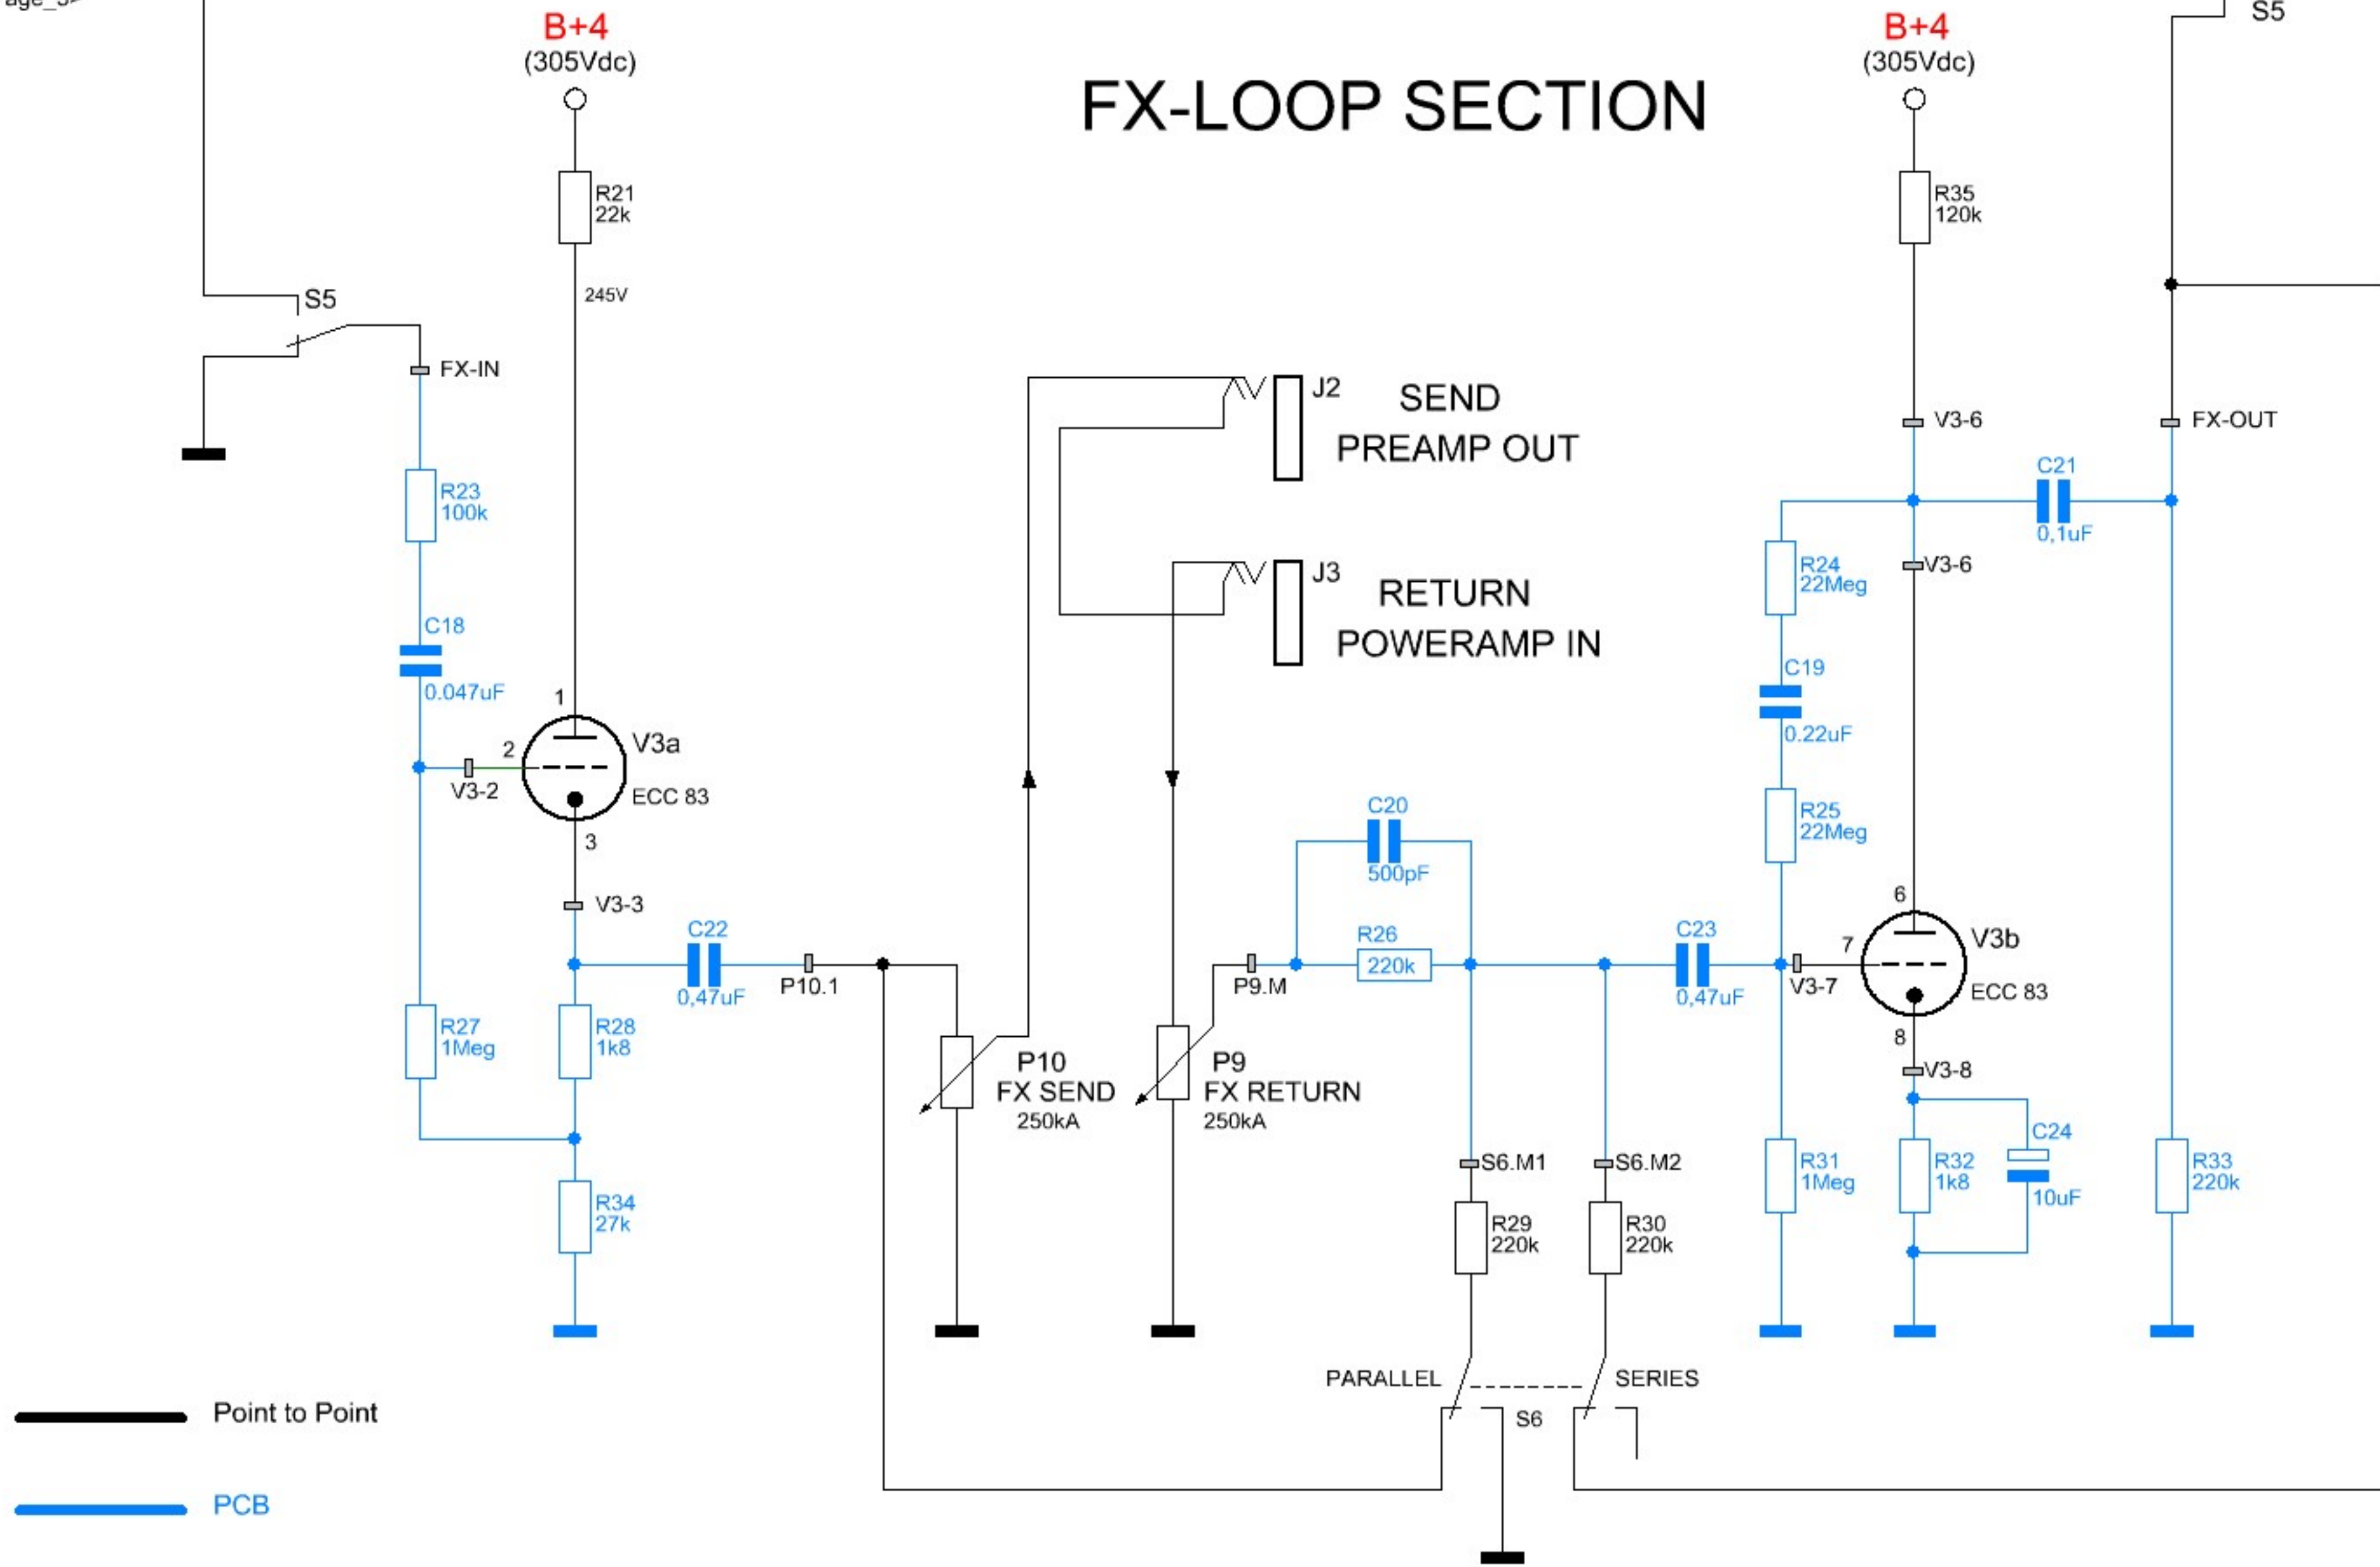 B+4
(305Vdc)
R21
22k
245V
FX-LOOP SECTION
B+4
(305Vdc)
S5
R35
120k
S5
FX-IN
R23
100k
C18
0.047uF
1
2
V3-2
V3a
ECC 83
3
V3-3
C22
0,47uF
P10.1
R27
1Meg
R28
1k8
R34
27k
J2
SEND
PREAMP OUT
J3
RETURN
POWERAMP IN
P10
FX SEND
250kA
P9
FX RETURN
250kA
P9.M
C20
500pF
R26
220k
C23
0,47uF
S6.M1
S6.M2
R29
220k
R30
220k
PARALLEL
SERIES
S6
V3-6
FX-OUT
C21
0,1uF
R24
22Meg
V3-6
C19
0.22uF
R25
22Meg
6
7
V3-7
V3b
ECC 83
8
V3-8
R31
1Meg
R32
1k8
C24
10uF
R33
220k
Point to Point
PCB